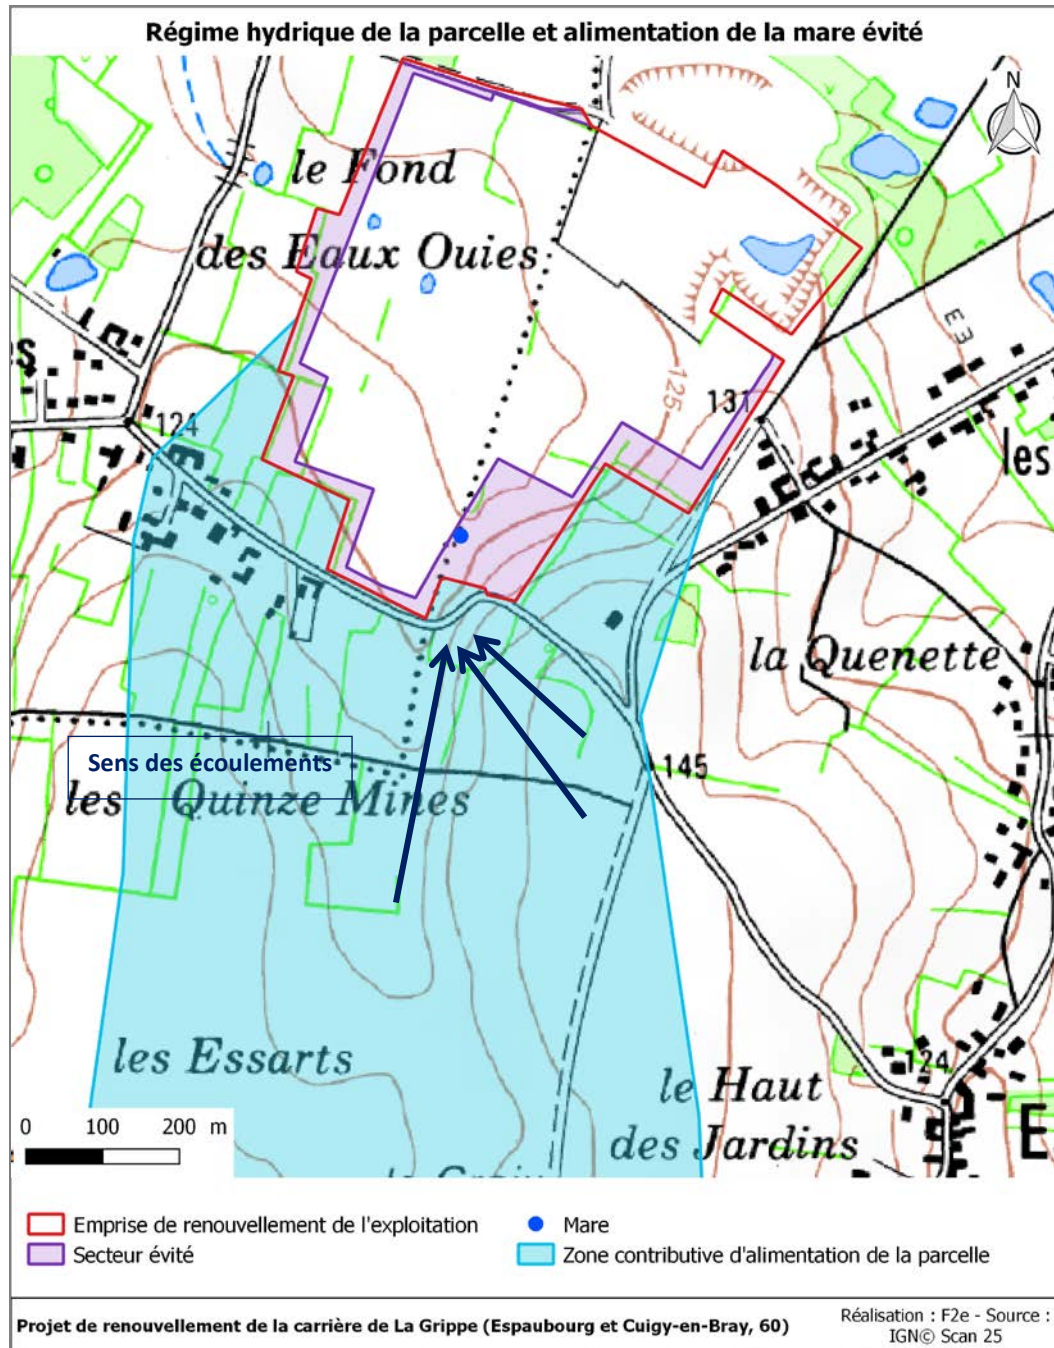 Régime hydrique de la parcelle et alimentation de la mare évité
N
le Fond
des Eaux Ouies
E3
125
131
les
124
la Quenette
Sens des écoulements
145
les Quinze Mines
les Essarts
le Haut
des Jardins
124
E
0 100 200 m
Emprise de renouvellement de l'exploitation
Mare
Secteur évité
Zone contributive d'alimentation de la parcelle
Projet de renouvellement de la carrière de La Grippe (Espaubourg et Cuigy-en-Bray, 60)
Réalisation : F2e - Source :
IGN© Scan 25